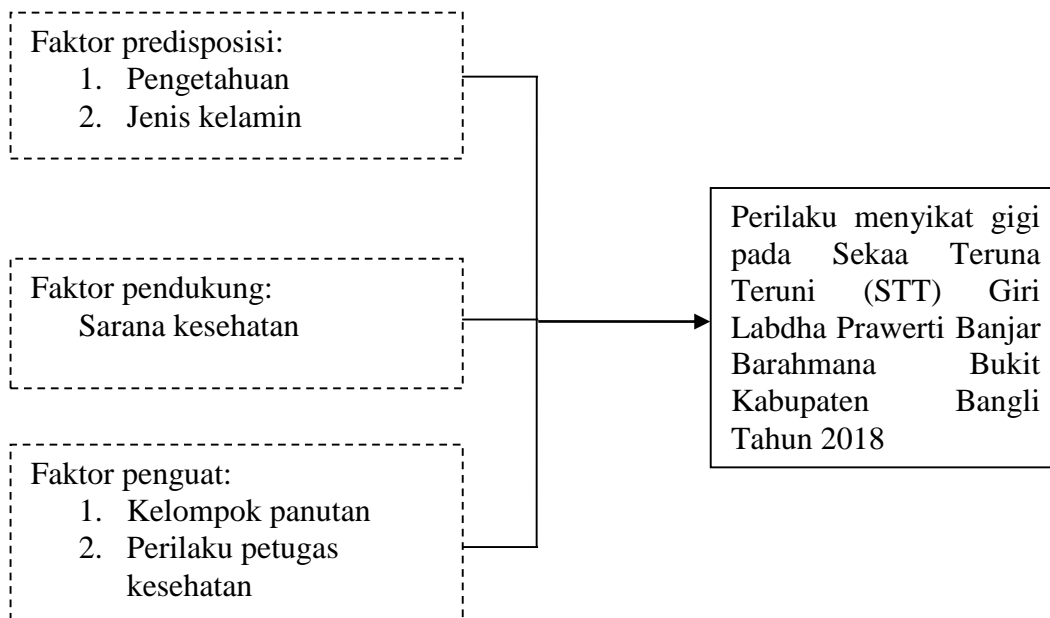 Faktor predisposisi:
1. Pengetahuan
2. Jenis kelamin
Faktor pendukung:
Sarana kesehatan
Faktor penguat:
1. Kelompok panutan
2. Perilaku petugas
kesehatan
Perilaku menyikat gigi
pada Sekaa Teruna
Teruni (STT) Giri
Labdha Prawerti Banjar
Barahmana Bukit
Kabupaten Bangli
Tahun 2018